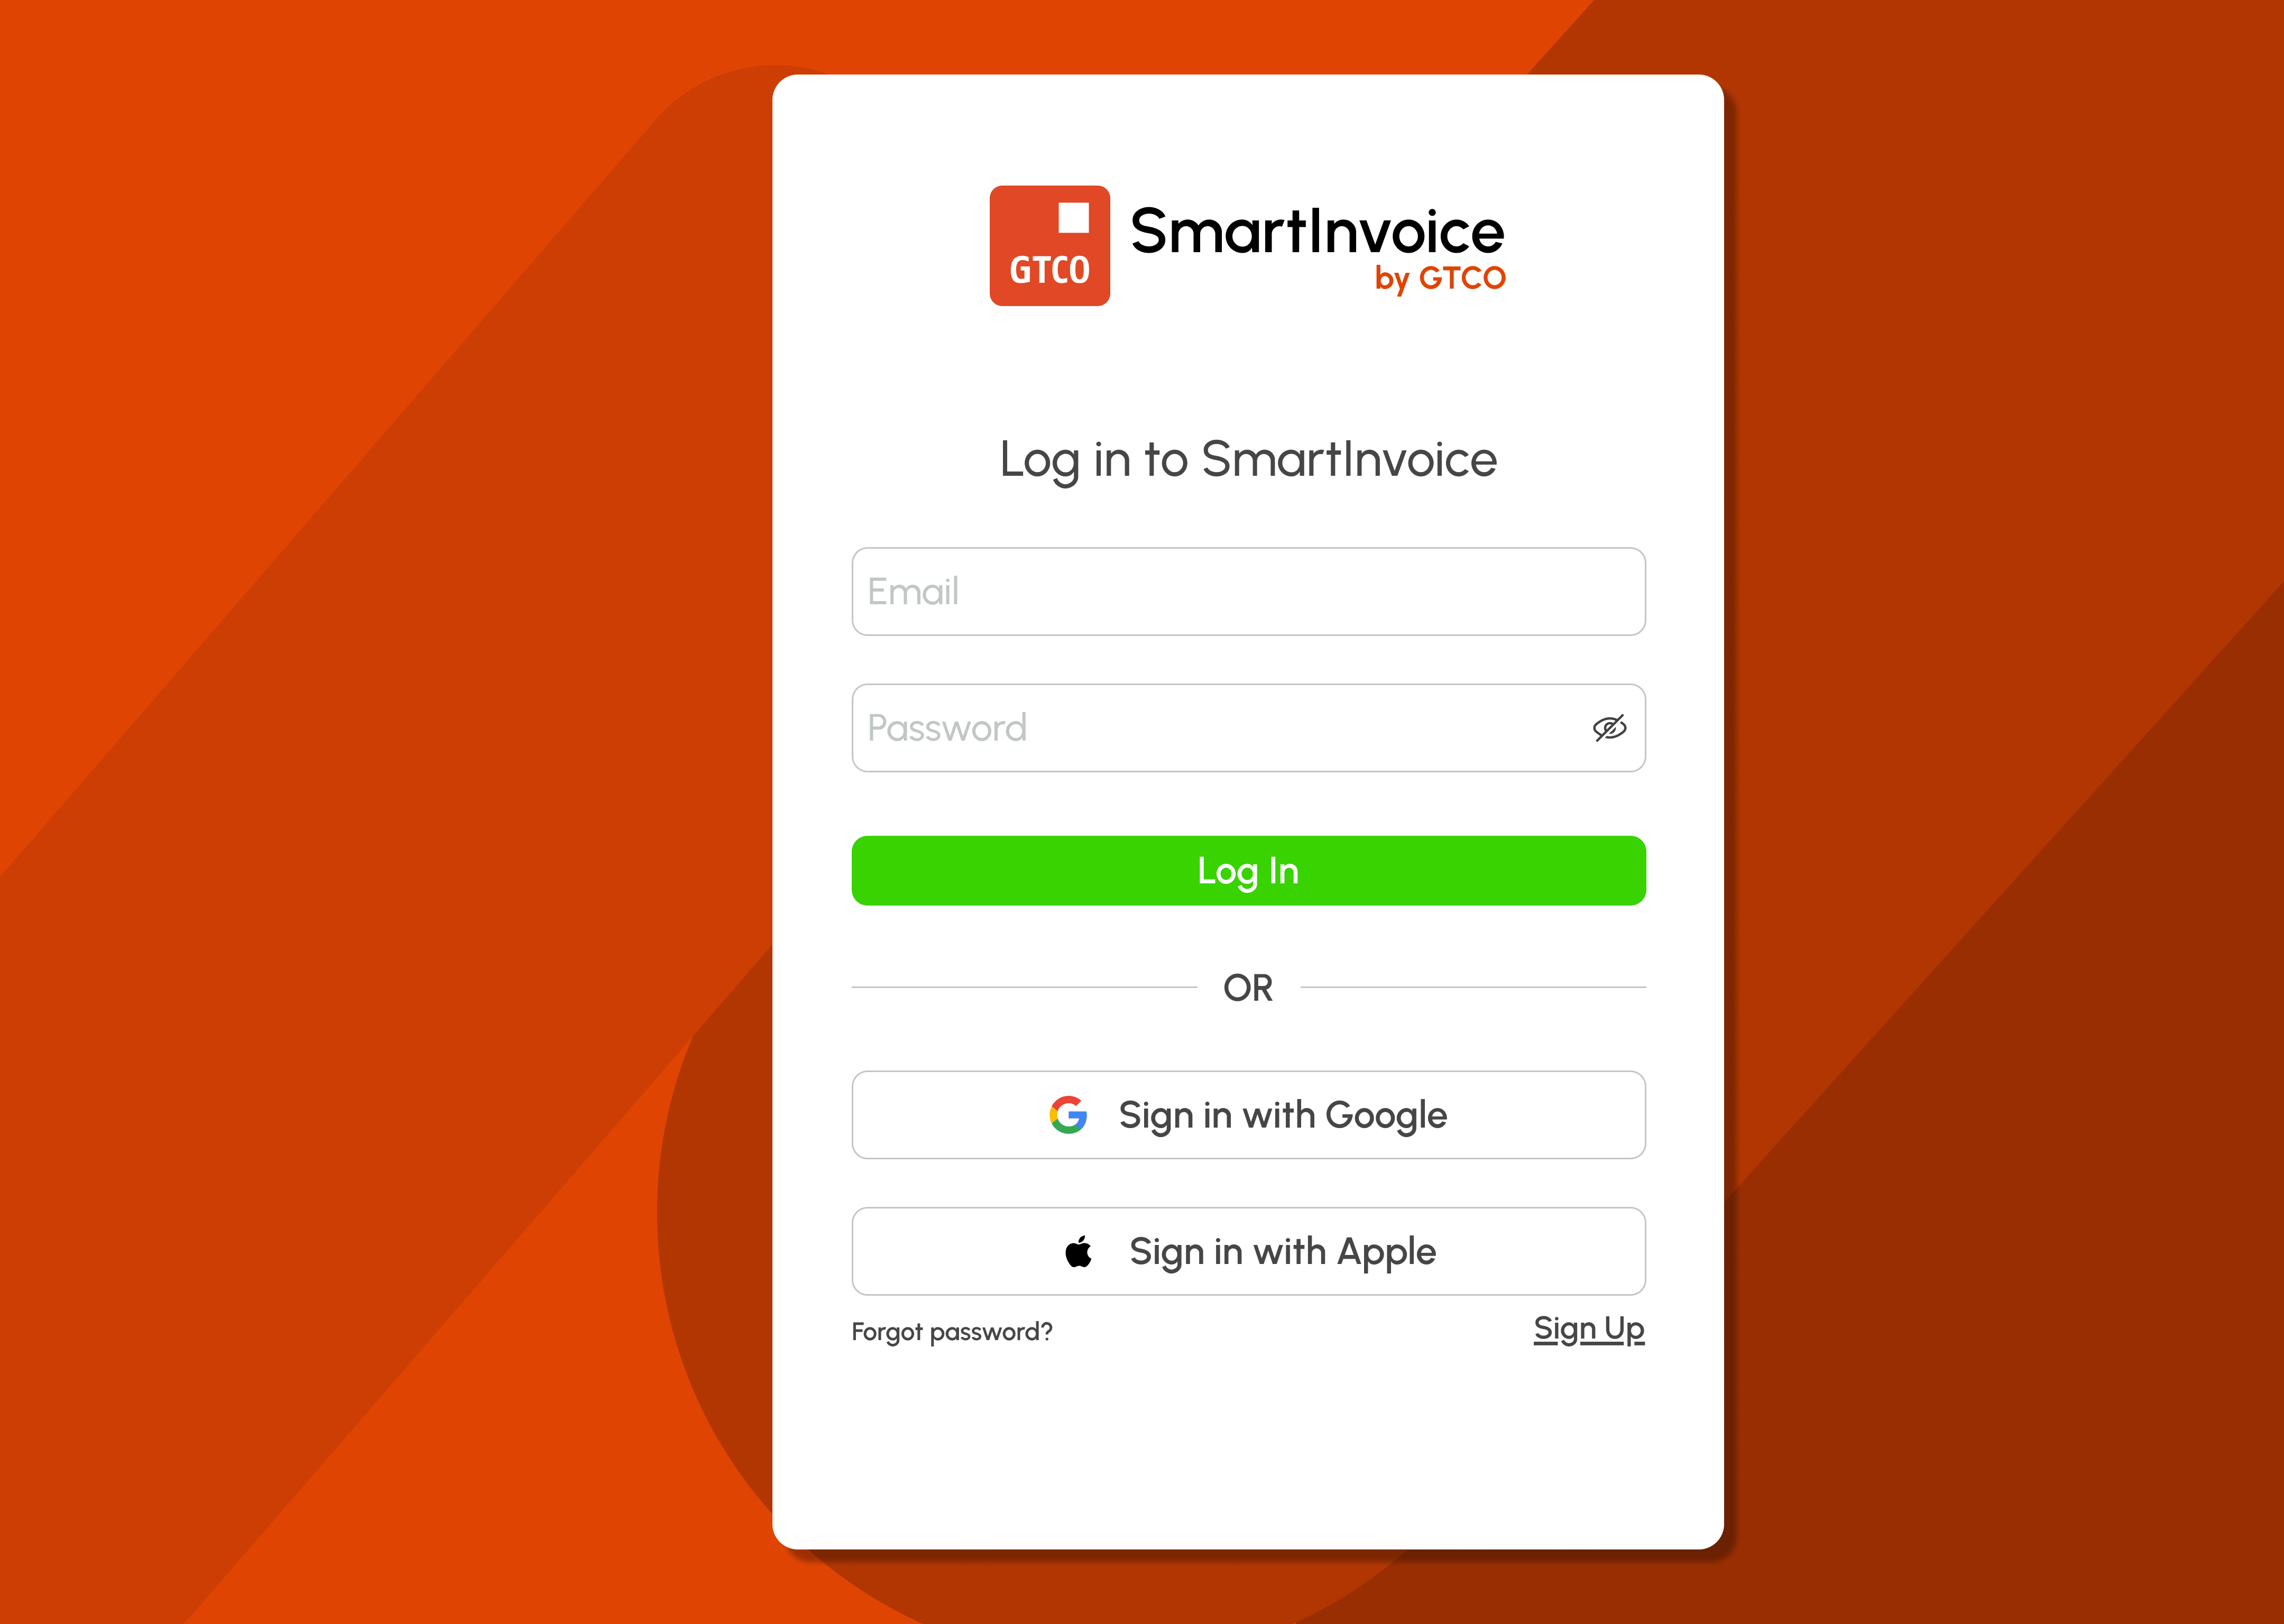 GTCO
SmartInvoice
by GTCO
Log in to SmartInvoice
Email
Password
Log In
OR
Sign in with Google
Sign in with Apple
Forgot password?
Sign Up